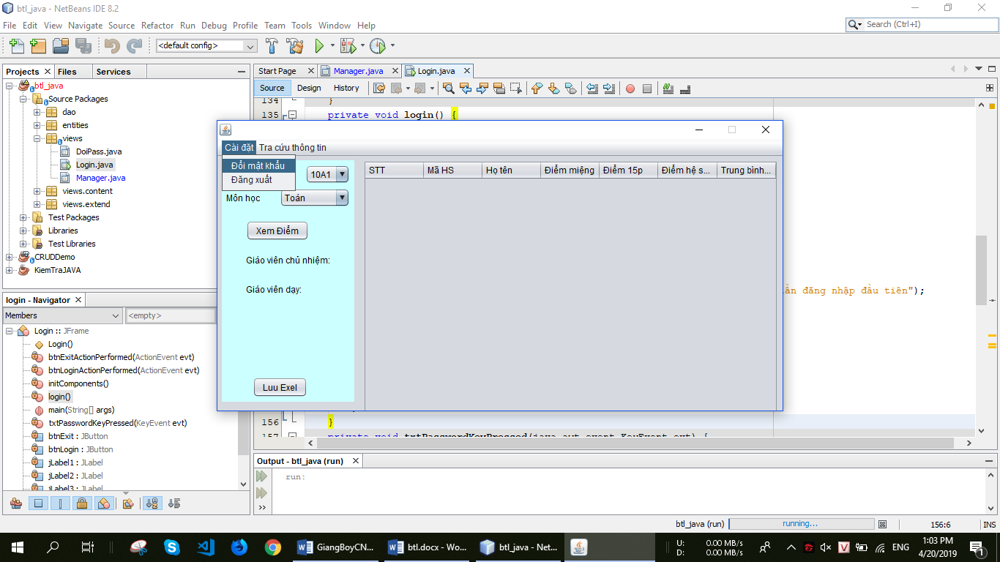 btl_java - NetBeans IDE 8.2
File Edit View Navigate Source Refactor Run Debug Profile Team Tools Window Help
Search (Ctrl+I)
<default config>
Projects
Files
Services
btl_java
Source Packages
dao
entities
views
DoiPass.java
Login.java
Manager.java
views.content
views.extend
Test Packages
Libraries
Test Libraries
CRUDDemo
KiemTraJAVA
login - Navigator
Members
<empty>
Login :: JFrame
Login()
btnExitActionPerformed(ActionEvent evt)
btnLoginActionPerformed(ActionEvent evt)
initComponents()
login()
main(String[] args)
txtPasswordKeyPressed(KeyEvent evt)
btnExit : JButton
btnLogin : JButton
jLabel1 : JLabel
jLabel2 : JLabel
jLabel3 : JLabel
Start Page
Manager.java
Login.java
Source
Design
History
134 }
135 private void login() {
Cài đặt Tra cứu thông tin
Đổi mật khẩu
Đăng xuất
10A1
Môn học Toán
Xem Điểm
Giáo viên chủ nhiệm:
Giáo viên dạy:
Luu Exel
STT Mã HS Họ tên Điểm miệng Điểm 15p Điểm hệ s... Trung bình...
ần đăng nhập đầu tiên");
156 }
157 private void txtPasswordKeyPressed(java.awt.event.KeyEvent evt) {
Output - btl_java (run)
run:
btl_java (run)
running...
156:6
INS
GiangBoyCN...
btl.docx - Wo...
btl_java - Net...
U: 0.00 MB/s
D: 0.00 MB/s
ENG
1:03 PM
4/20/2019
1